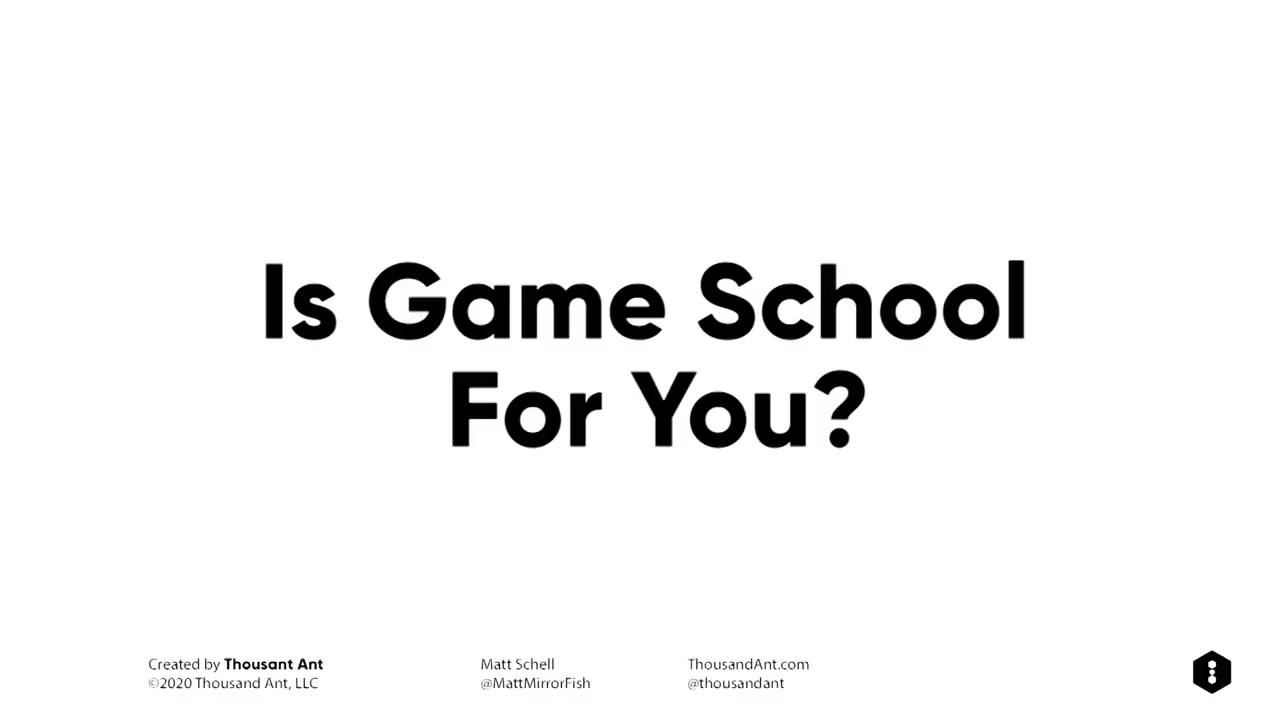 Is Game School
For You?
Created by Thousant Ant
©2020 Thousand Ant, LLC
Matt Schell
@MattMirrorFish
ThousandAnt.com
@thousandant